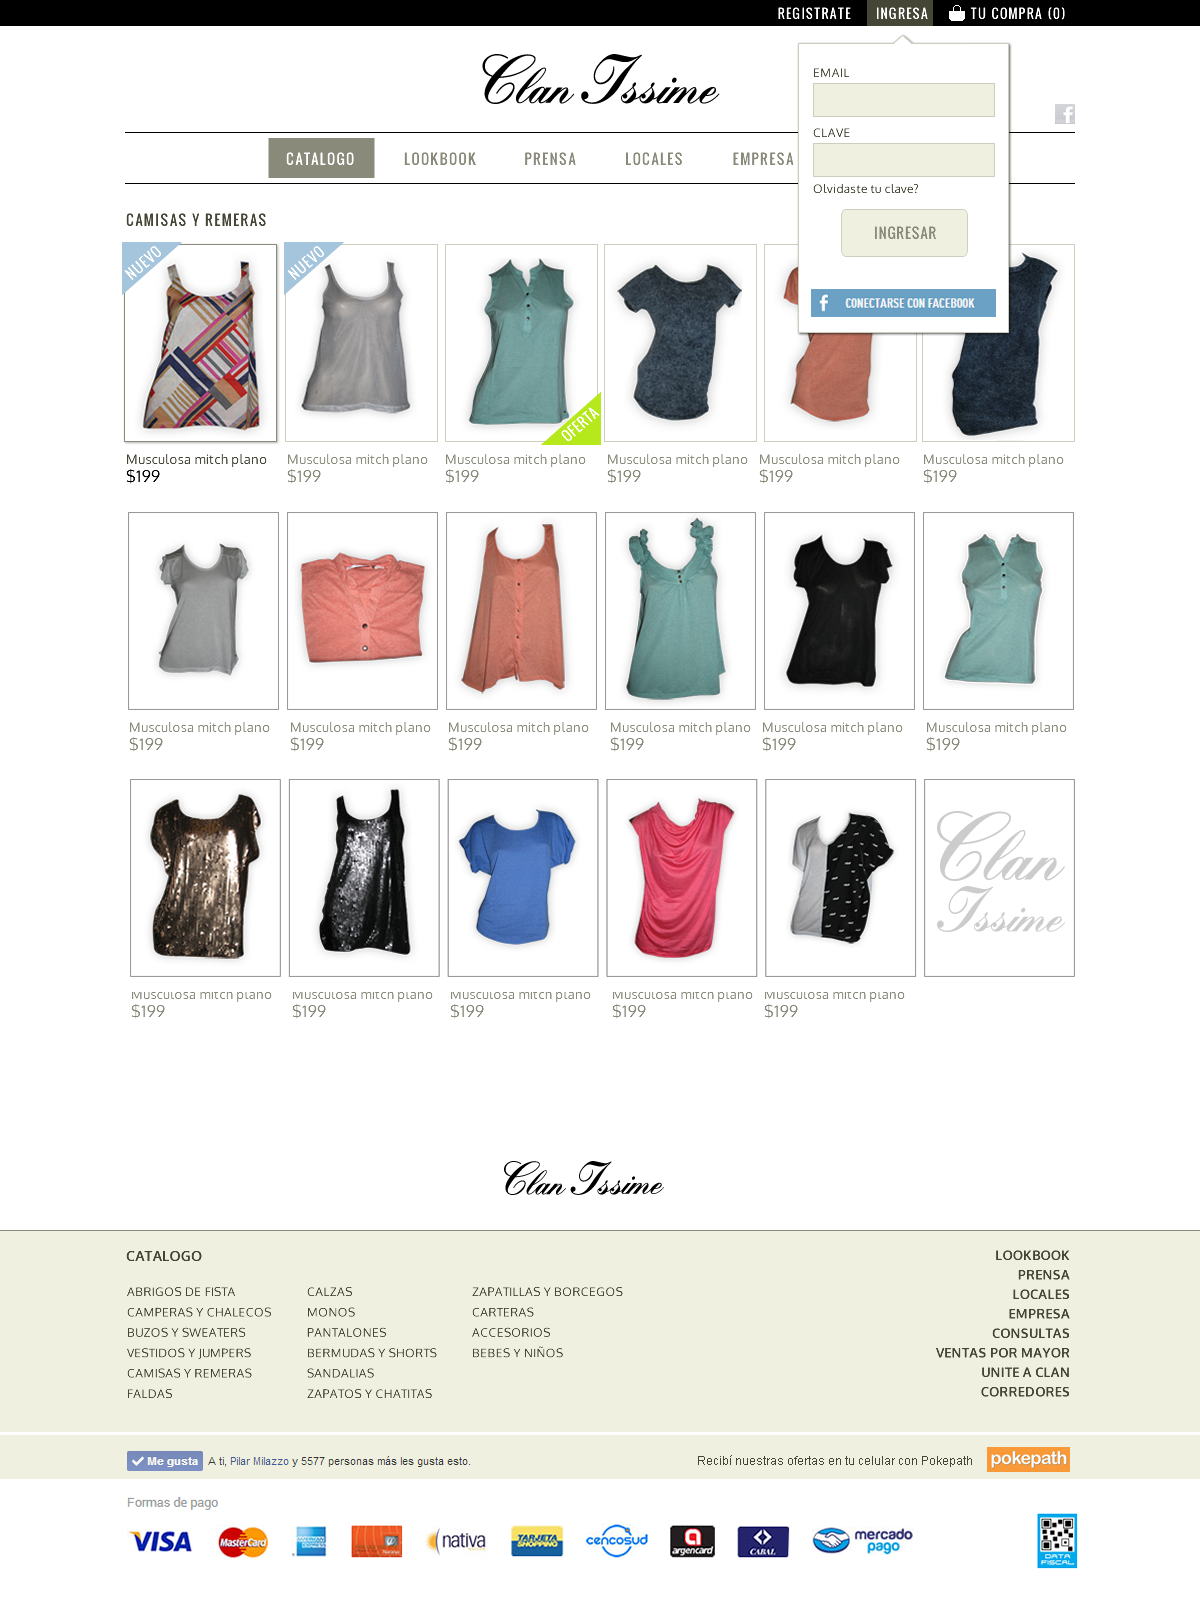 REGISTRATE INGRESA TU COMPRA (0)
Clan Issime
EMAIL
CLAVE
Olvidaste tu clave?
INGRESAR
f CONECTARSE CON FACEBOOK
f
CATALOGO LOOKBOOK PRENSA LOCALES EMPRESA
CAMISAS Y REMERAS
NUEVO NUEVO
OFERTA
Musculosa mitch plano Musculosa mitch plano Musculosa mitch plano Musculosa mitch plano Musculosa mitch plano Musculosa mitch plano
$199 $199 $199 $199 $199 $199
Musculosa mitch plano Musculosa mitch plano Musculosa mitch plano Musculosa mitch plano Musculosa mitch plano Musculosa mitch plano
$199 $199 $199 $199 $199 $199
Clan
Issime
Musculosa mitch plano Musculosa mitch plano Musculosa mitch plano Musculosa mitch plano Musculosa mitch plano
$199 $199 $199 $199 $199
Clan Issime
CATALOGO
ABRIGOS DE FISTA
CAMPERAS Y CHALECOS
BUZOS Y SWEATERS
VESTIDOS Y JUMPERS
CAMISAS Y REMERAS
FALDAS
CALZAS
MONOS
PANTALONES
BERMUDAS Y SHORTS
SANDALIAS
ZAPATOS Y CHATITAS
ZAPATILLAS Y BORCEGOS
CARTERAS
ACCESORIOS
BEBES Y NIÑOS
LOOKBOOK
PRENSA
LOCALES
EMPRESA
CONSULTAS
VENTAS POR MAYOR
UNITE A CLAN
CORREDORES
Me gusta A ti, Pilar Milazzo y 5577 personas más les gusta esto.
Recibí nuestras ofertas en tu celular con Pokepath pokepath
Formas de pago
VISA MasterCard AMERICAN EXPRESS Naranja nativa TARJETA SHOPPING cencosud argencard CABAL mercado pago
DATA FISCAL